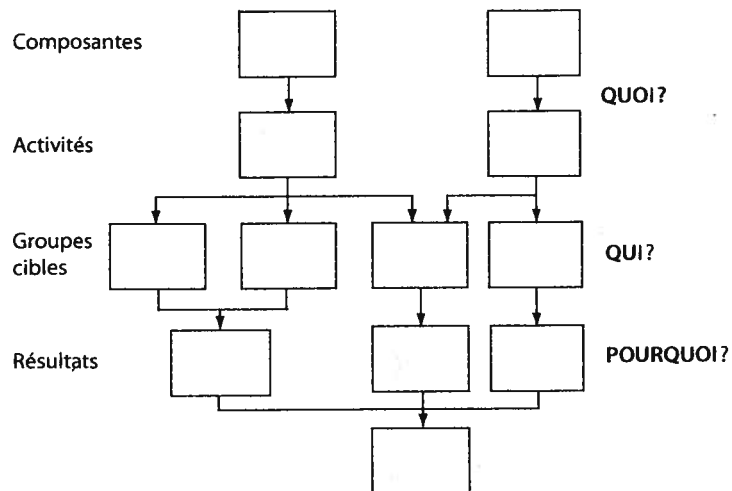 Composantes
QUOI?
Activités
Groupes
cibles
QUI?
Résultats
POURQUOI?